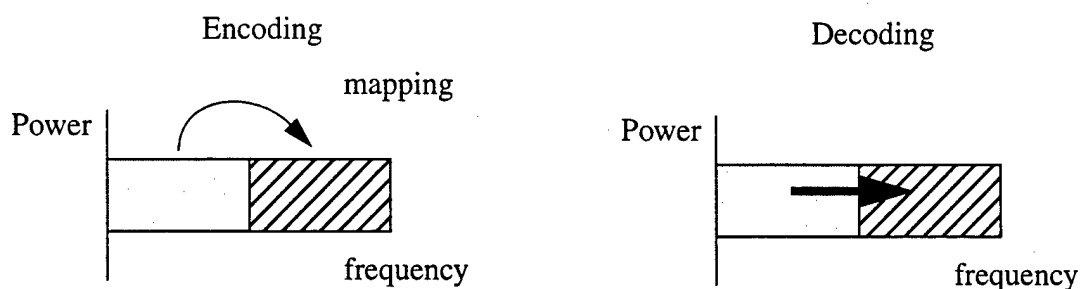 Encoding
mapping
Power
frequency
Decoding
Power
frequency